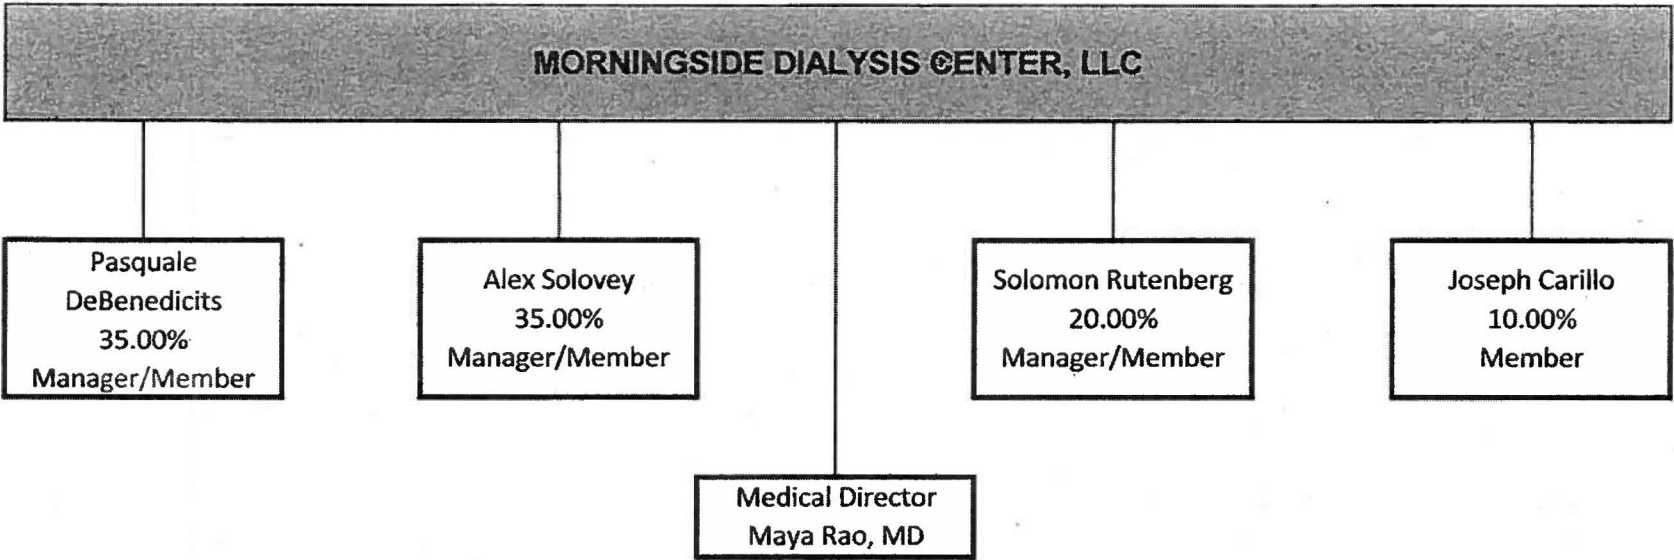 MORNINGSIDE DIALYSIS CENTER, LLC
Pasquale
DeBenedicits
35.00%
Manager/Member
Alex Solovey
35.00%
Manager/Member
Solomon Rutenberg
20.00%
Manager/Member
Joseph Carillo
10.00%
Member
Medical Director
Maya Rao, MD